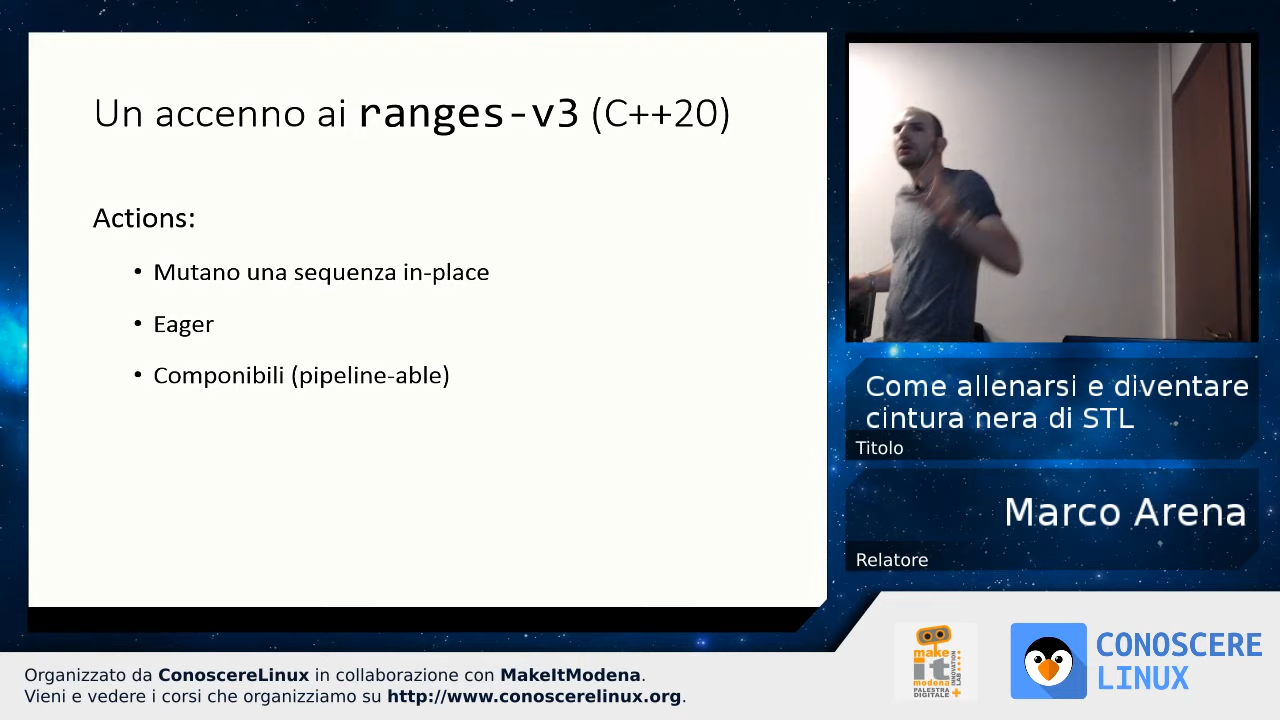 Un accenno ai ranges-v3 (C++20)
Actions:
• Mutano una sequenza in-place
• Eager
• Componibili (pipeline-able)
Come allenarsi e diventare
cintura nera di STL
Titolo
Marco Arena
Relatore
Organizzato da ConoscereLinux in collaborazione con MakeItModena.
Vieni e vedere i corsi che organizziamo su http://www.conoscerelinux.org.
make
it
modena
PALESTRA
DIGITALE
INNOVATION
LAB
CONOSCERE
LINUX